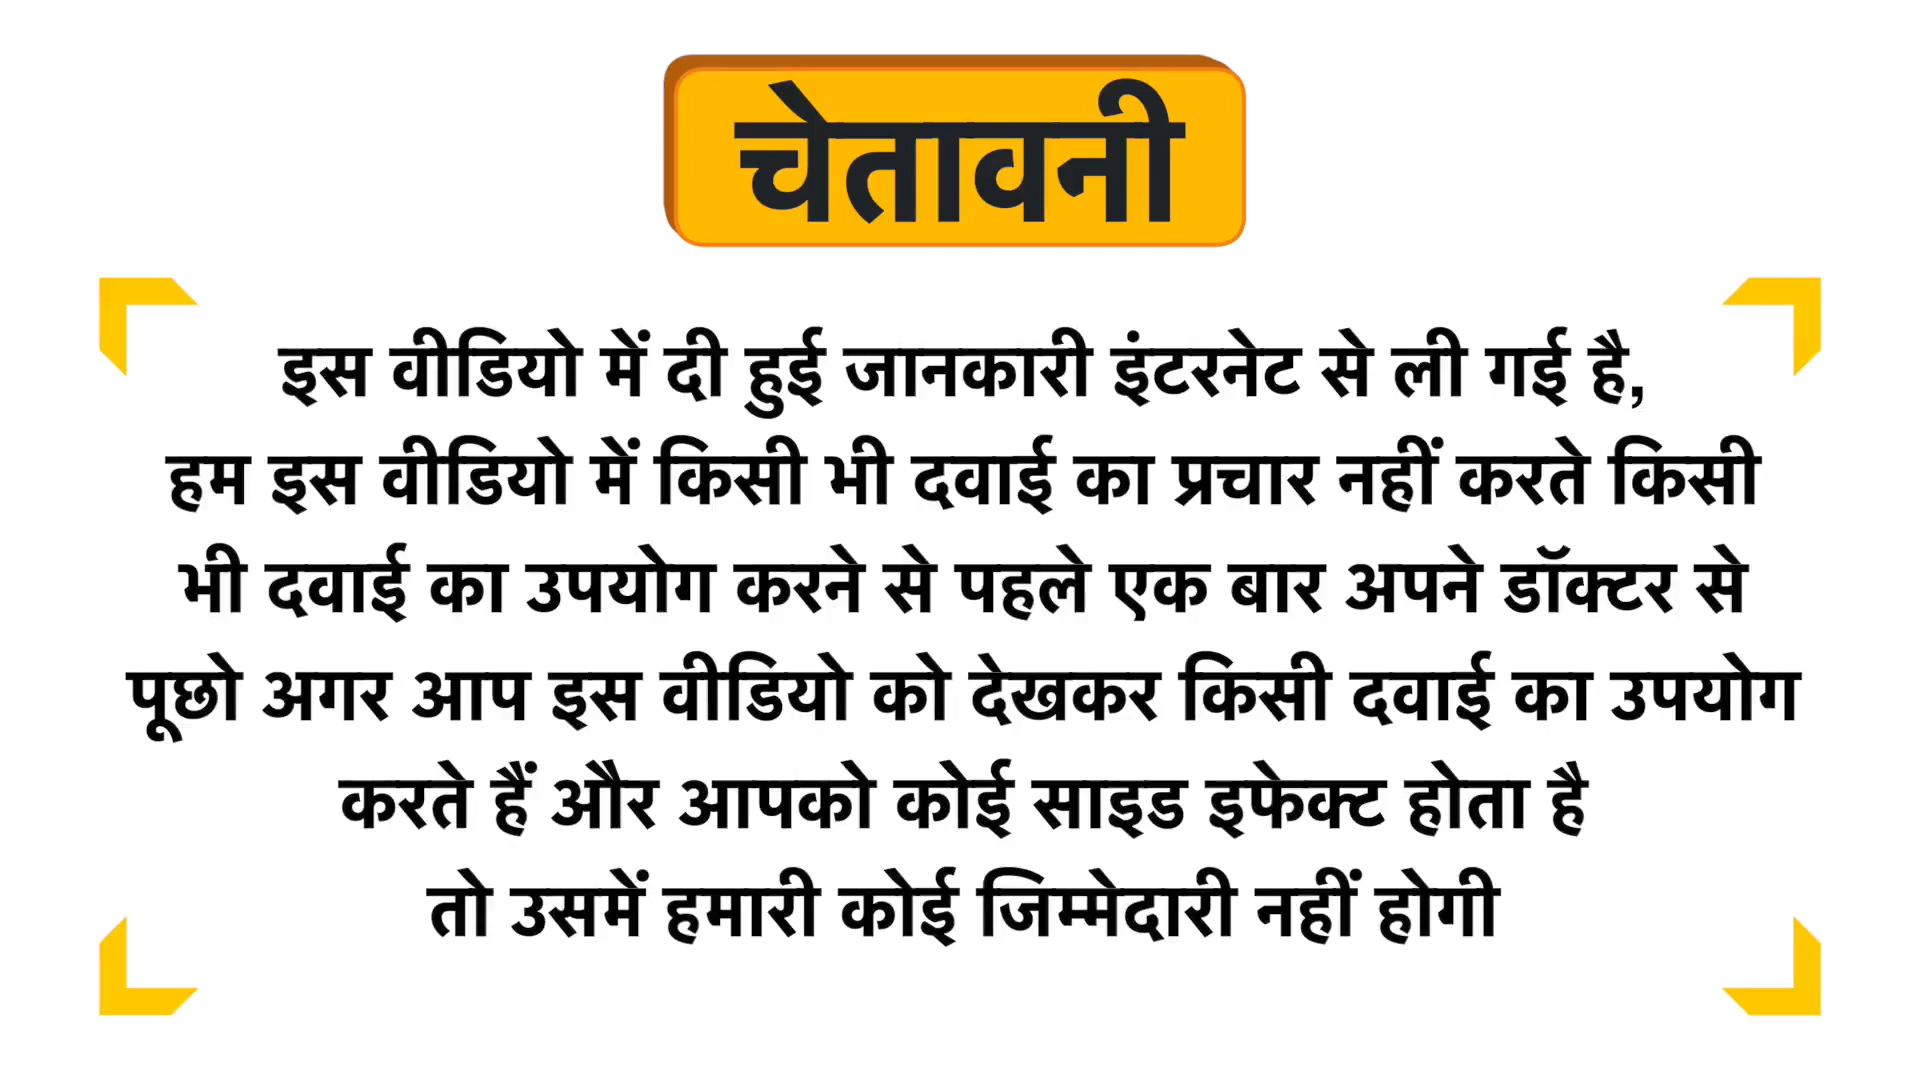 चेतावनी
इस वीडियो में दी हुई जानकारी इंटरनेट से ली गई है,
हम इस वीडियो में किसी भी दवाई का प्रचार नहीं करते किसी
भी दवाई का उपयोग करने से पहले एक बार अपने डॉक्टर से
पूछो अगर आप इस वीडियो को देखकर किसी दवाई का उपयोग
करते हैं और आपको कोई साइड इफेक्ट होता है
तो उसमें हमारी कोई जिम्मेदारी नहीं होगी